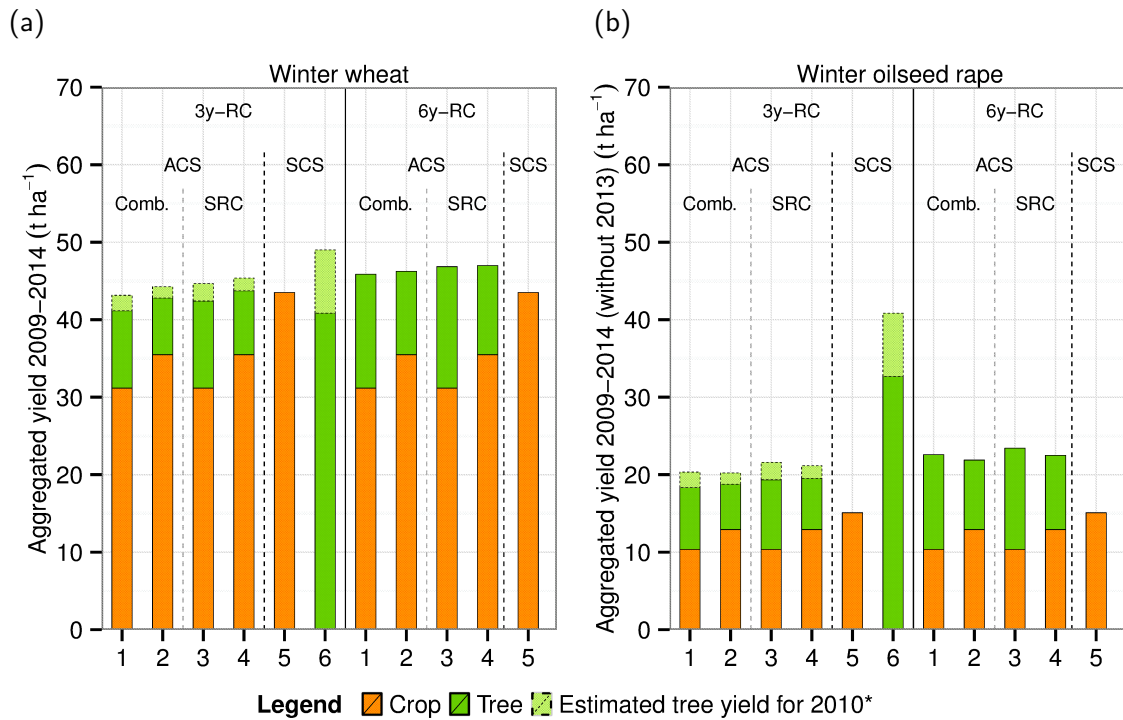 (a)
Winter wheat
Aggregated yield 2009−2014 (t ha⁻¹)
70
60
50
40
30
20
10
0
3y−RC 6y−RC
ACS SCS ACS SCS
Comb. SRC Comb. SRC
1 2 3 4 5 6 1 2 3 4 5
(b)
Winter oilseed rape
Aggregated yield 2009−2014 (without 2013) (t ha⁻¹)
70
60
50
40
30
20
10
0
3y−RC 6y−RC
ACS SCS ACS SCS
Comb. SRC Comb. SRC
1 2 3 4 5 6 1 2 3 4 5
Legend Crop Tree Estimated tree yield for 2010*